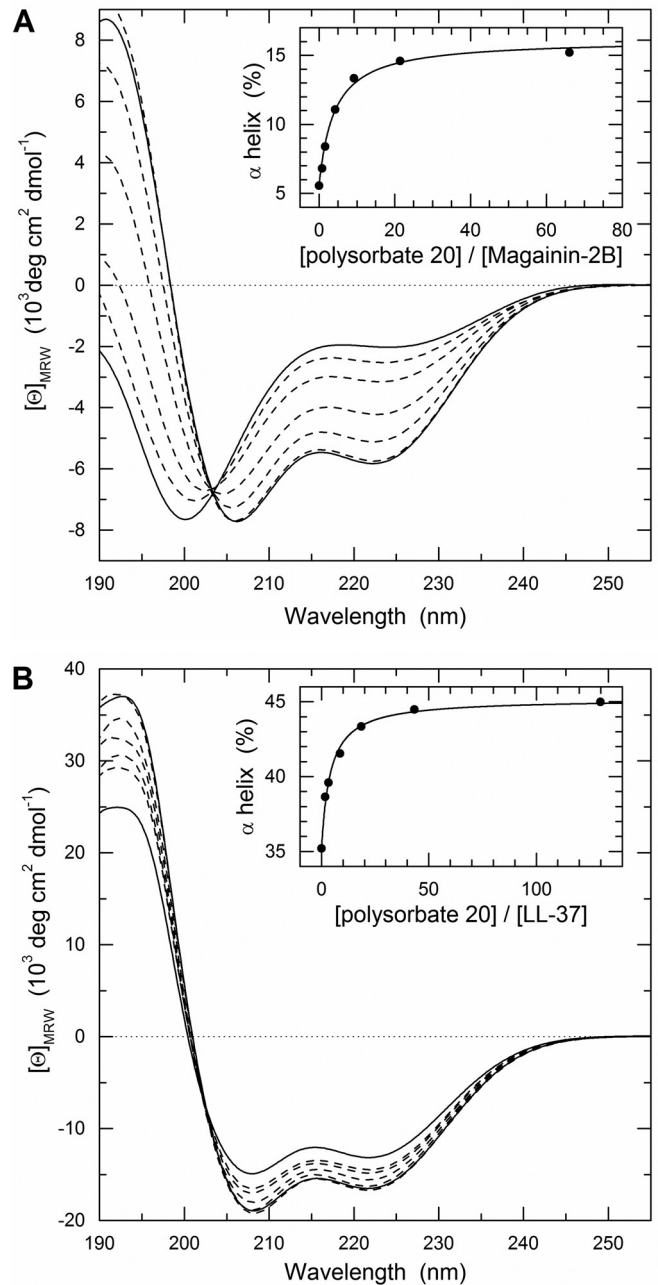 A
8
6
4
2
0
-2
-4
-6
-8
[Θ]MRW (10³deg cm² dmol⁻¹)
190 200 210 220 230 240 250
Wavelength (nm)
15
10
5
α helix (%)
0 20 40 60 80
[polysorbate 20] / [Magainin-2B]
B
40
30
20
10
0
-10
-20
[Θ]MRW (10³ deg cm² dmol⁻¹)
190 200 210 220 230 240 250
Wavelength (nm)
45
40
35
α helix (%)
0 50 100
[polysorbate 20] / [LL-37]